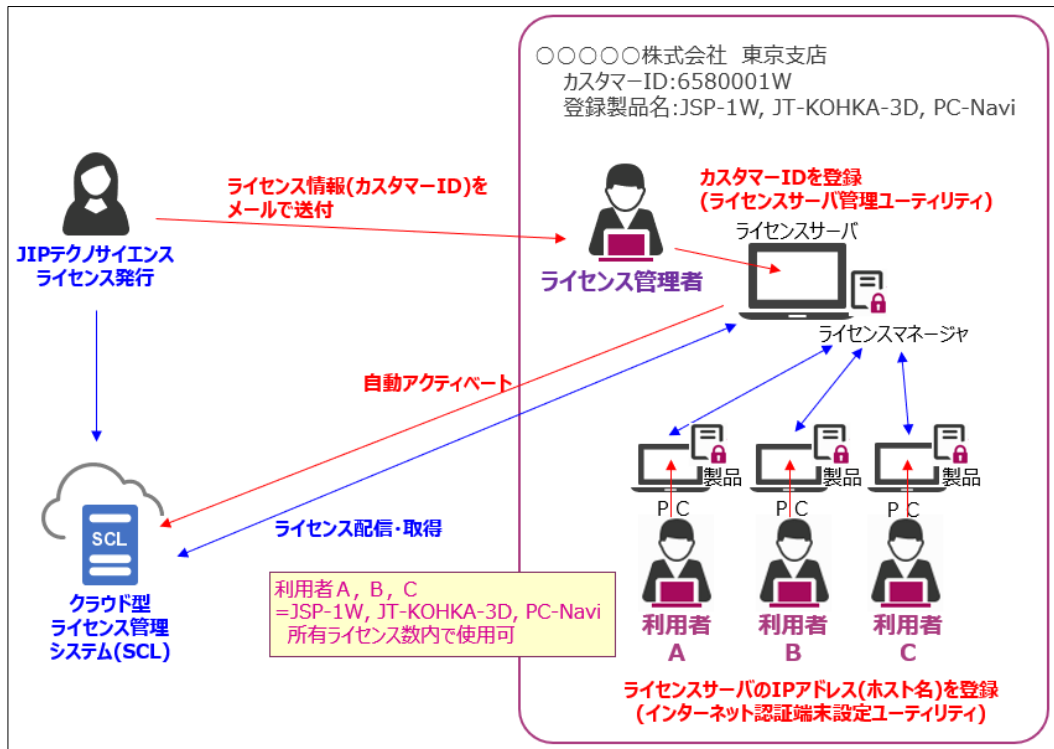 ○○○○○株式会社 東京支店
カスタマーID:6580001W
登録製品名:JSP-1W, JT-KOHKA-3D, PC-Navi
ライセンス情報(カスタマーID)を
メールで送付
カスタマーIDを登録
(ライセンスサーバ管理ユーティリティ)
ライセンスサーバ
JIPテクノサイエンス
ライセンス発行
ライセンス管理者
ライセンスマネージャ
自動アクティベート
製品
製品
製品
PC
PC
PC
SCL
ライセンス配信・取得
クラウド型
ライセンス管理
システム(SCL)
利用者A, B, C
=JSP-1W, JT-KOHKA-3D, PC-Navi
所有ライセンス数内で使用可
利用者
A
利用者
B
利用者
C
ライセンスサーバのIPアドレス(ホスト名)を登録
(インターネット認証端末設定ユーティリティ)